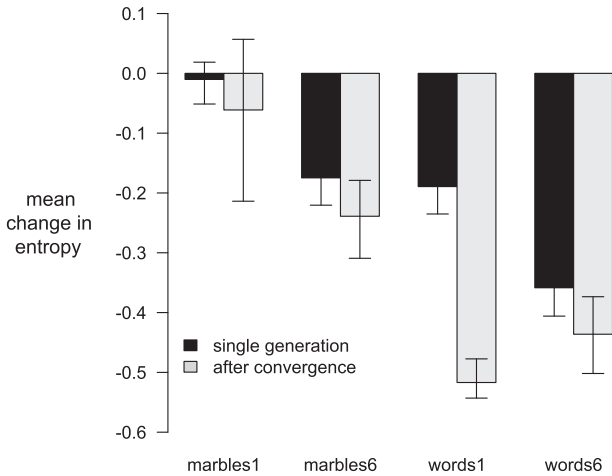 0.1
0.0
-0.1
-0.2
-0.3
-0.4
-0.5
-0.6
mean
change in
entropy
single generation
after convergence
marbles1 marbles6 words1 words6